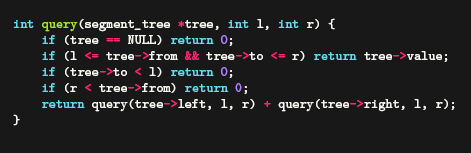 int query(segment_tree *tree, int l, int r) {
    if (tree == NULL) return 0;
    if (l <= tree->from && tree->to <= r) return tree->value;
    if (tree->to < l) return 0;
    if (r < tree->from) return 0;
    return query(tree->left, l, r) + query(tree->right, l, r);
}